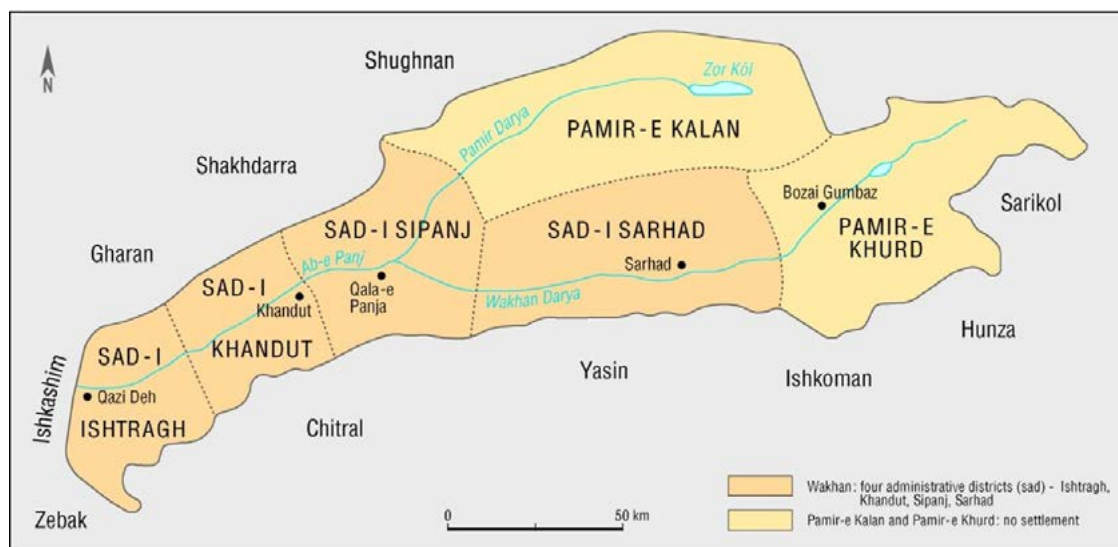 N
Shughnan
Zor Köl
Pamir Darya
PAMIR-E KALAN
Shakhdarra
Bozai Gumbaz
Sarikol
SAD-I SIPANJ
SAD-I SARHAD
PAMIR-E
KHURD
Gharan
Ab-e Panj
SAD-I
Sarhad
Khandut
Qala-e
Panja
Wakhan Darya
Hunza
SAD-I
KHANDUT
Yasin
Ishkoman
Ishkashim
Qazi Deh
ISHTRAGH
Chitral
Zebak
0
50 km
Wakhan: four administrative districts (sad) - Ishtragh,
Khandut, Sipanj, Sarhad
Pamir-e Kalan and Pamir-e Khurd: no settlement